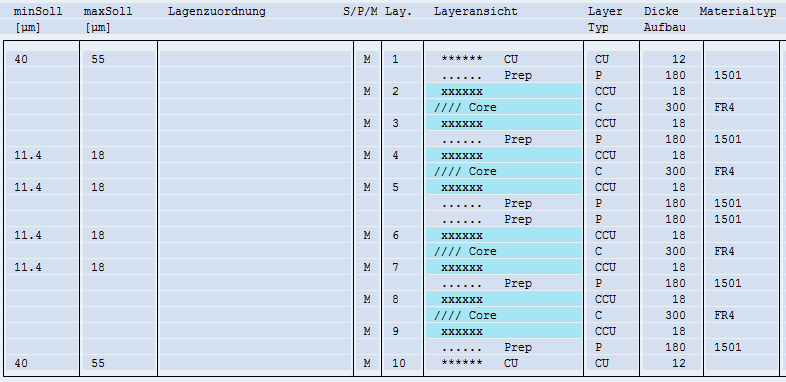 minSoll maxSoll Lagenzuordnung S/P/M Lay. Layeransicht Layer Dicke Materialtyp
[µm] [µm] Typ Aufbau
40 55 M 1 ****** CU CU 12
...... Prep P 180 1501
M 2 xxxxxx CCU 18
//// Core C 300 FR4
M 3 xxxxxx CCU 18
...... Prep P 180 1501
11.4 18 M 4 xxxxxx CCU 18
//// Core C 300 FR4
11.4 18 M 5 xxxxxx CCU 18
...... Prep P 180 1501
...... Prep P 180 1501
11.4 18 M 6 xxxxxx CCU 18
//// Core C 300 FR4
11.4 18 M 7 xxxxxx CCU 18
...... Prep P 180 1501
M 8 xxxxxx CCU 18
//// Core C 300 FR4
M 9 xxxxxx CCU 18
...... Prep P 180 1501
40 55 M 10 ****** CU CU 12